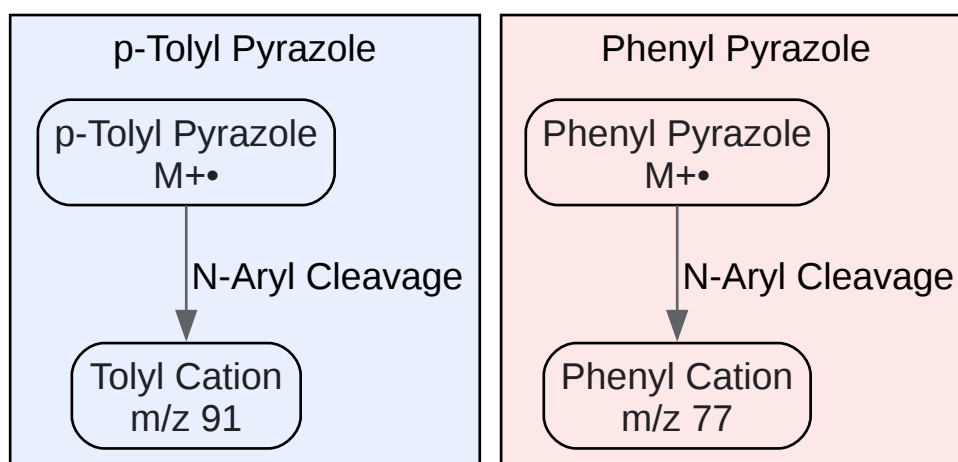 p-Tolyl Pyrazole
p-Tolyl Pyrazole
M+•
N-Aryl Cleavage
Tolyl Cation
m/z 91
Phenyl Pyrazole
Phenyl Pyrazole
M+•
N-Aryl Cleavage
Phenyl Cation
m/z 77